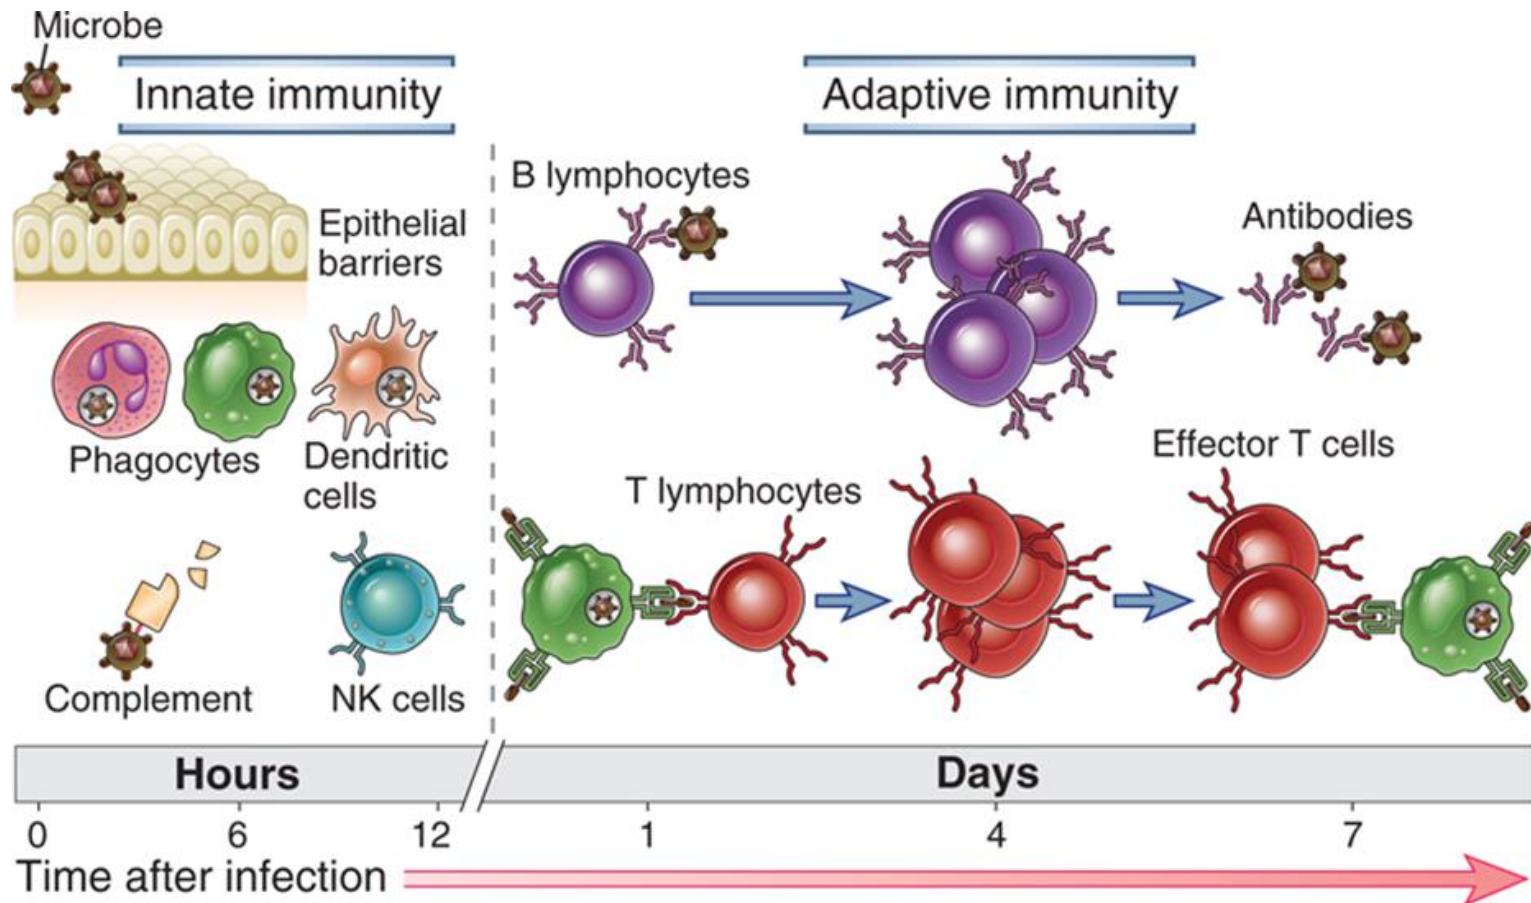 Microbe
Innate immunity
Adaptive immunity
Epithelial
barriers
Phagocytes
Dendritic
cells
Complement
NK cells
B lymphocytes
Antibodies
T lymphocytes
Effector T cells
Hours
Days
0
6
12
1
4
7
Time after infection